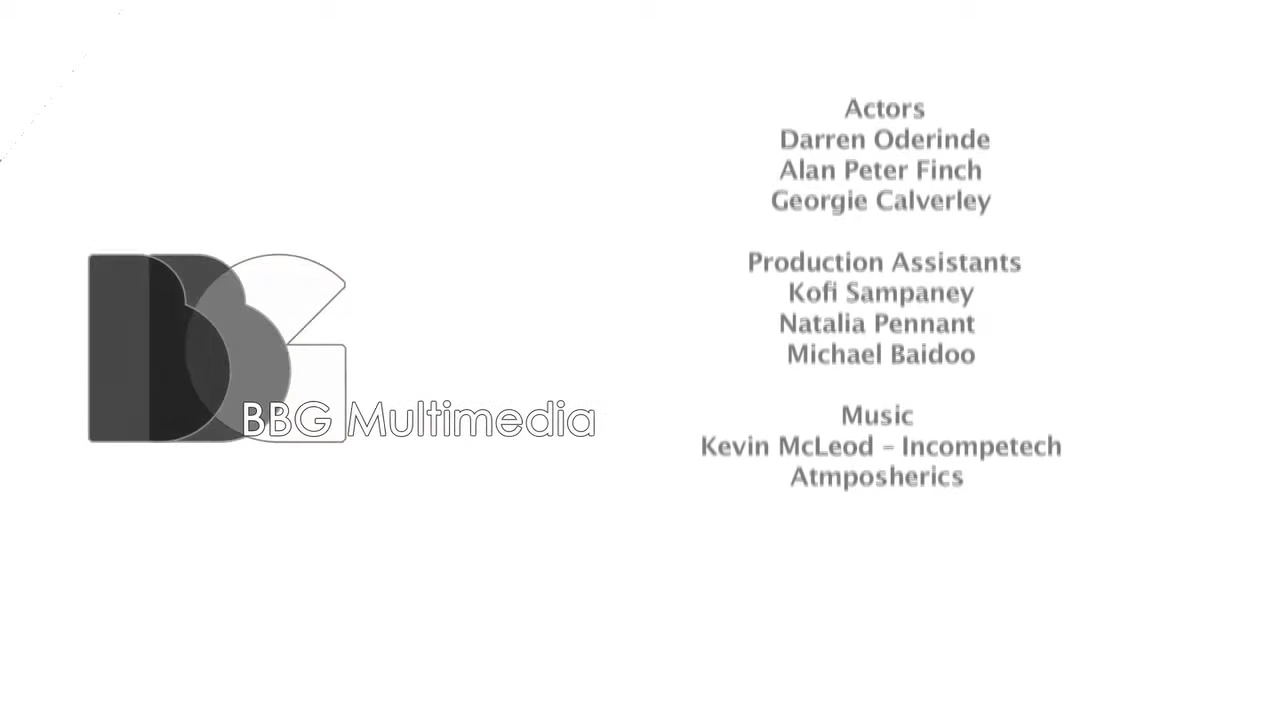 BBG Multimedia
Actors
Darren Oderinde
Alan Peter Finch
Georgie Calverley
Production Assistants
Kofi Sampaney
Natalia Pennant
Michael Baidoo
Music
Kevin McLeod – Incompetech
Atmposherics